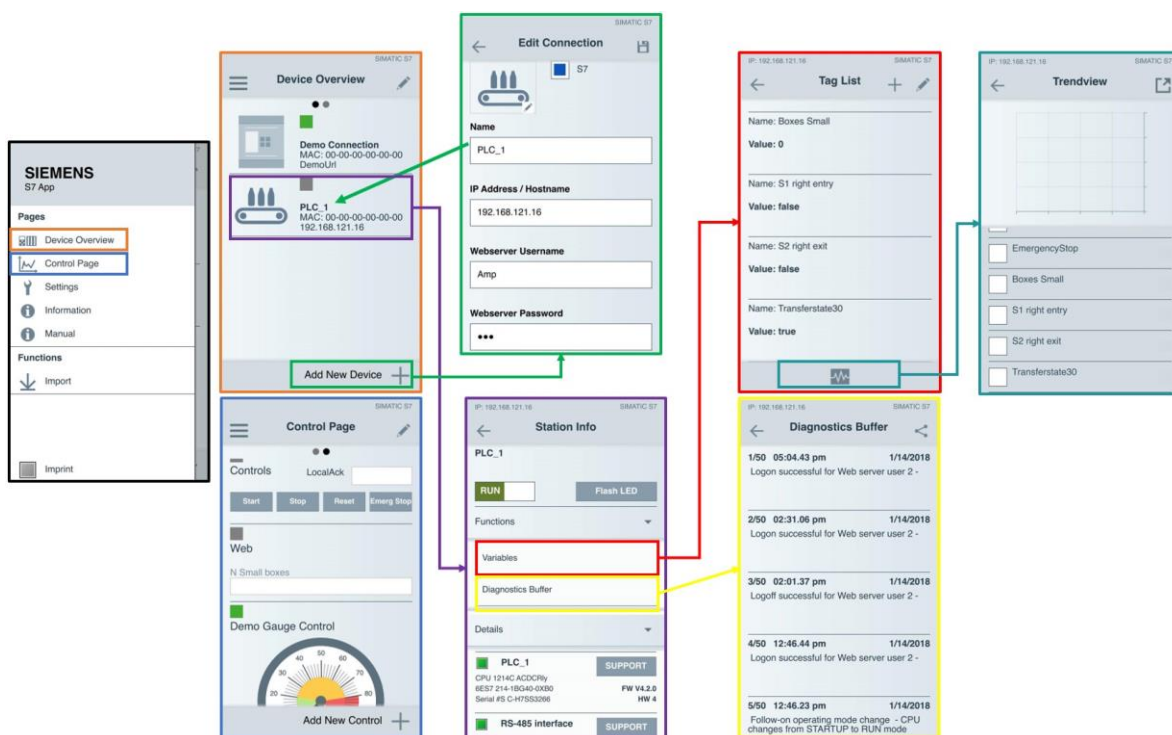 SIEMENS
S7 App
Pages
Device Overview
Control Page
Settings
Information
Manual
Functions
Import
Imprint
SIMATIC S7
Device Overview
Demo Connection
MAC: 00-00-00-00-00-00
DemoUrl
PLC_1
MAC: 00-00-00-00-00-00
192.168.121.16
Add New Device
SIMATIC S7
Edit Connection
S7
Name
PLC_1
IP Address / Hostname
192.168.121.16
Webserver Username
Amp
Webserver Password
•••
IP: 192.168.121.16 SIMATIC S7
Tag List
Name: Boxes Small
Value: 0
Name: S1 right entry
Value: false
Name: S2 right exit
Value: false
Name: Transferstate30
Value: true
IP: 192.168.121.16 SIMATIC S7
Trendview
EmergencyStop
Boxes Small
S1 right entry
S2 right exit
Transferstate30
SIMATIC S7
Control Page
Controls LocalAck
Start Stop Reset Emerg Stop
Web
N Small boxes
Demo Gauge Control
20 30 40 50 60 70 80
Add New Control
IP: 192.168.121.16 SIMATIC S7
Station Info
PLC_1
RUN Flash LED
Functions
Variables
Diagnostics Buffer
Details
PLC_1 SUPPORT
CPU 1214C ACDCRly
6ES7 214-1BG40-0XB0 FW V4.2.0
Serial #S C-H7SS3266 HW 4
RS-485 interface SUPPORT
IP: 192.168.121.16 SIMATIC S7
Diagnostics Buffer
1/50 05:04.43 pm 1/14/2018
Logon successful for Web server user 2 -
2/50 02:31.06 pm 1/14/2018
Logon successful for Web server user 2 -
3/50 02:01.37 pm 1/14/2018
Logoff successful for Web server user 2 -
4/50 12:46.44 pm 1/14/2018
Logon successful for Web server user 2 -
5/50 12:46.23 pm 1/14/2018
Follow-on operating mode change - CPU
changes from STARTUP to RUN mode